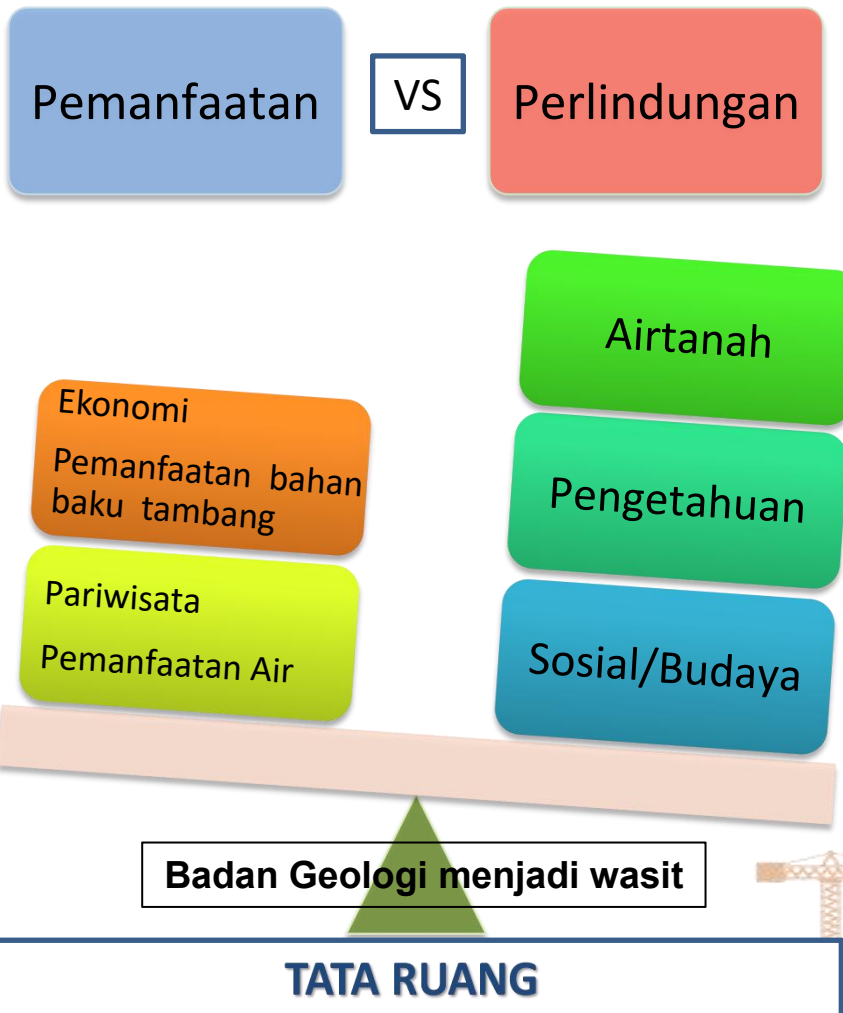 Pemanfaatan
VS
Perlindungan
Ekonomi
Pemanfaatan bahan
baku tambang
Pariwisata
Pemanfaatan Air
Airtanah
Pengetahuan
Sosial/Budaya
Badan Geologi menjadi wasit
TATA RUANG